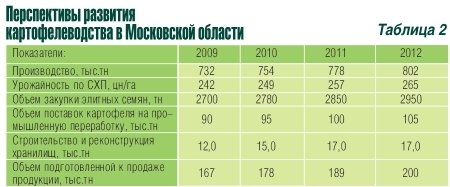 Перспективы развития
картофелеводства в Московской области
Таблица 2
Показатели: 2009 2010 2011 2012
Производство, тыс.тн 732 754 778 802
Урожайность по СХП, цн/га 242 249 257 265
Объем закупки элитных семян, тн 2700 2780 2850 2950
Объем поставок картофеля на про-
мышленную переработку, тыс.тн 90 95 100 105
Строительство и реконструкция
хранилищ, тыс.тн 12,0 15,0 17,0 17,0
Объем подготовленной к продаже
продукции, тыс.тн 167 178 189 200